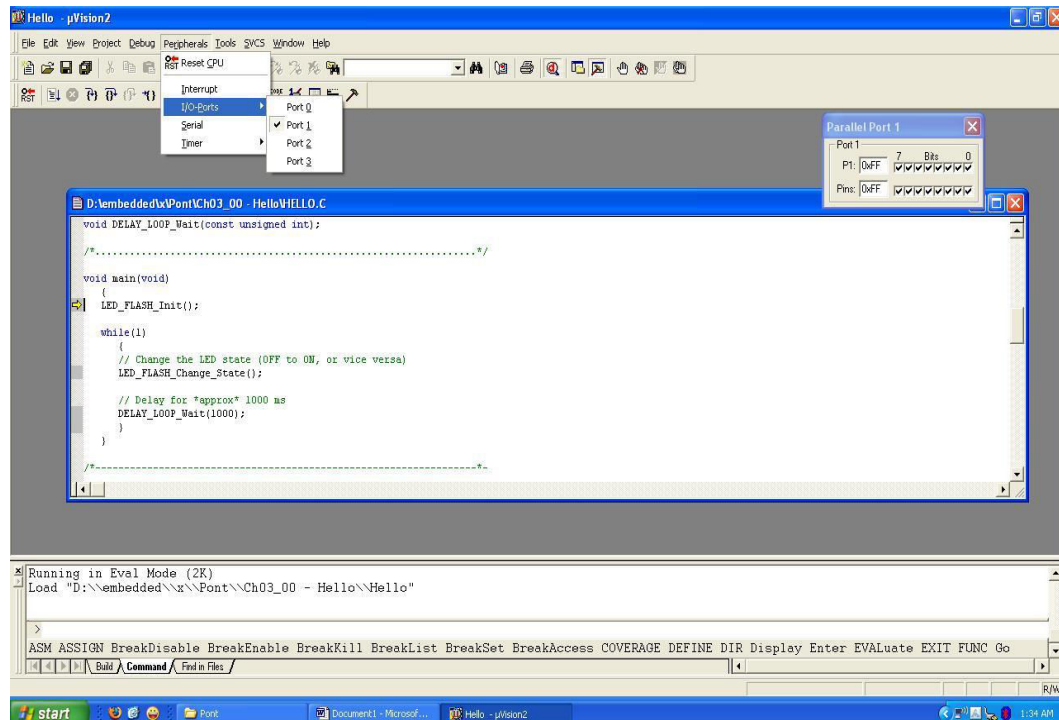 Hello - µVision2
File Edit View Project Debug Peripherals Tools SVCS Window Help
RST Reset CPU
Interrupt
I/O-Ports
Serial
Timer
Port 0
Port 1
Port 2
Port 3
RST
Parallel Port 1
Port 1
7 Bits 0
P1: 0xFF
Pins: 0xFF
D:\embedded\x\Pont\Ch03_00 - Hello\HELLO.C
void DELAY_LOOP_Wait(const unsigned int);
/*..................................................................*/
void main(void)
{
LED_FLASH_Init();
while(1)
{
// Change the LED state (OFF to ON, or vice versa)
LED_FLASH_Change_State();
// Delay for *approx* 1000 ms
DELAY_LOOP_Wait(1000);
}
}
/*------------------------------------------------------------------*-
Running in Eval Mode (2K)
Load "D:\\embedded\\x\\Pont\\Ch03_00 - Hello\\Hello"
>
ASM ASSIGN BreakDisable BreakEnable BreakKill BreakList BreakSet BreakAccess COVERAGE DEFINE DIR Display Enter EVALuate EXIT FUNC Go
Build Command Find in Files
R/W
start Pont Document1 - Microsof... Hello - µVision2 1:34 AM